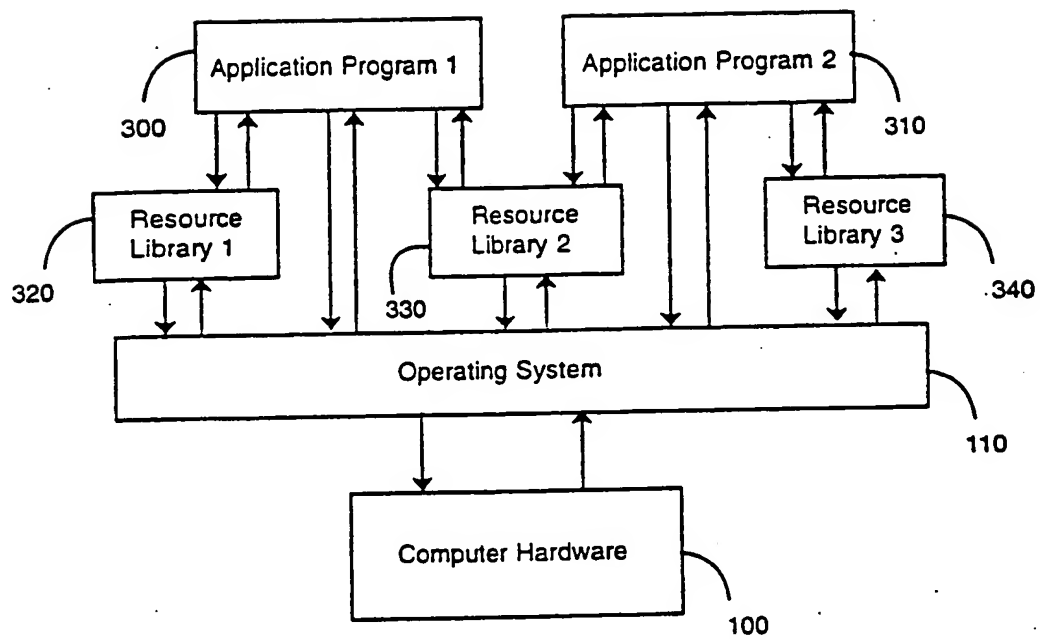 Application Program 1
Application Program 2
300
310
Resource
Library 1
Resource
Library 2
Resource
Library 3
320
330
340
Operating System
110
Computer Hardware
100